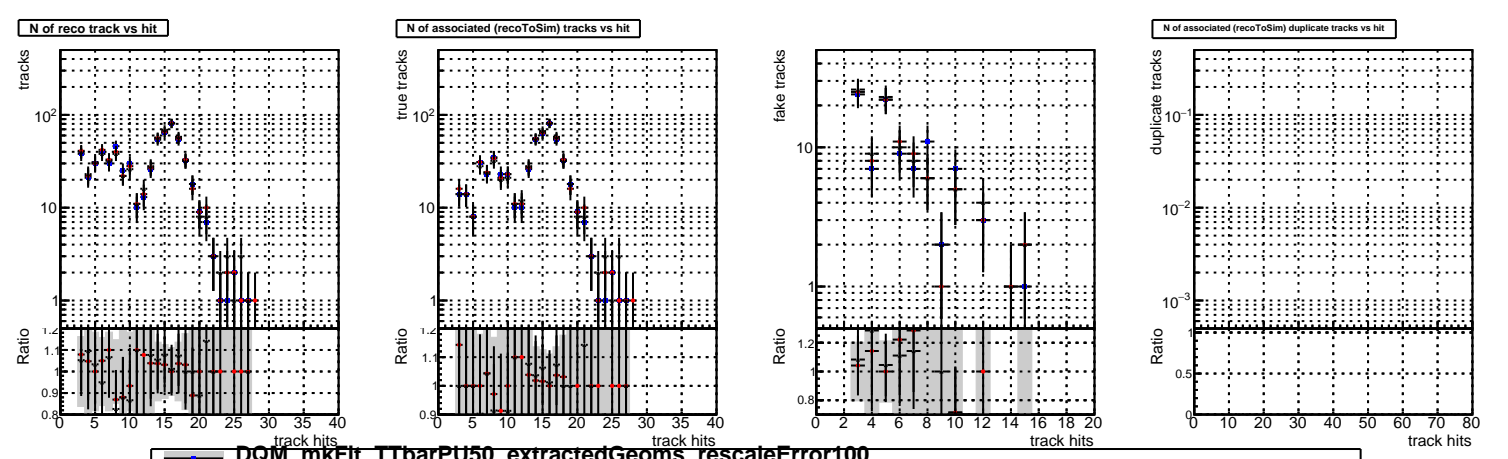 N of reco track vs hit
N of associated (recoToSim) tracks vs hit
N of associated (recoToSim) duplicate tracks vs hit
tracks
10²
10
1
Ratio
1.2
1.1
1.0
0.9
0.8
0 5 10 15 20 25 30 35 40
track hits
true tracks
10²
10
1
Ratio
1.2
1.1
1
0.9
0 5 10 15 20 25 30 35 40
track hits
fake tracks
10
1
Ratio
1.2
1.0
0.8
0 2 4 6 8 10 12 14 16 18 20
track hits
duplicate tracks
10⁻¹
10⁻²
10⁻³
Ratio
1
0.5
0
0 10 20 30 40 50 60 70 80
track hits
DQM_mkFit_TTbarPU50_extractedGeoms_rescaleError100